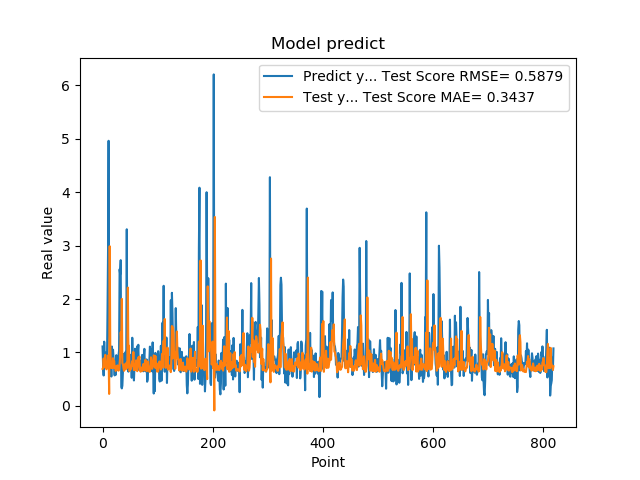 Model predict
Predict y... Test Score RMSE= 0.5879
Test y... Test Score MAE= 0.3437
Real value
6
5
4
3
2
1
0
0 200 400 600 800
Point